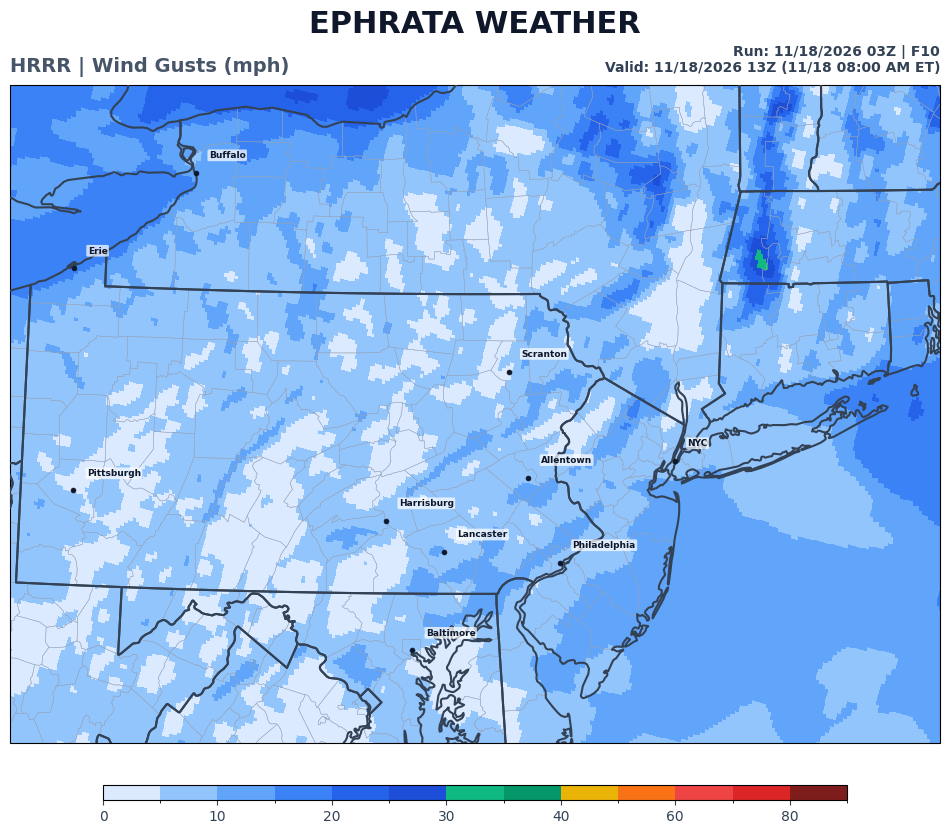 EPHRATA WEATHER
HRRR | Wind Gusts (mph)
Run: 11/18/2026 03Z | F10
Valid: 11/18/2026 13Z (11/18 08:00 AM ET)
Buffalo
Erie
Scranton
NYC
Allentown
Pittsburgh
Harrisburg
Lancaster
Philadelphia
Baltimore
0 10 20 30 40 50 60 70 80